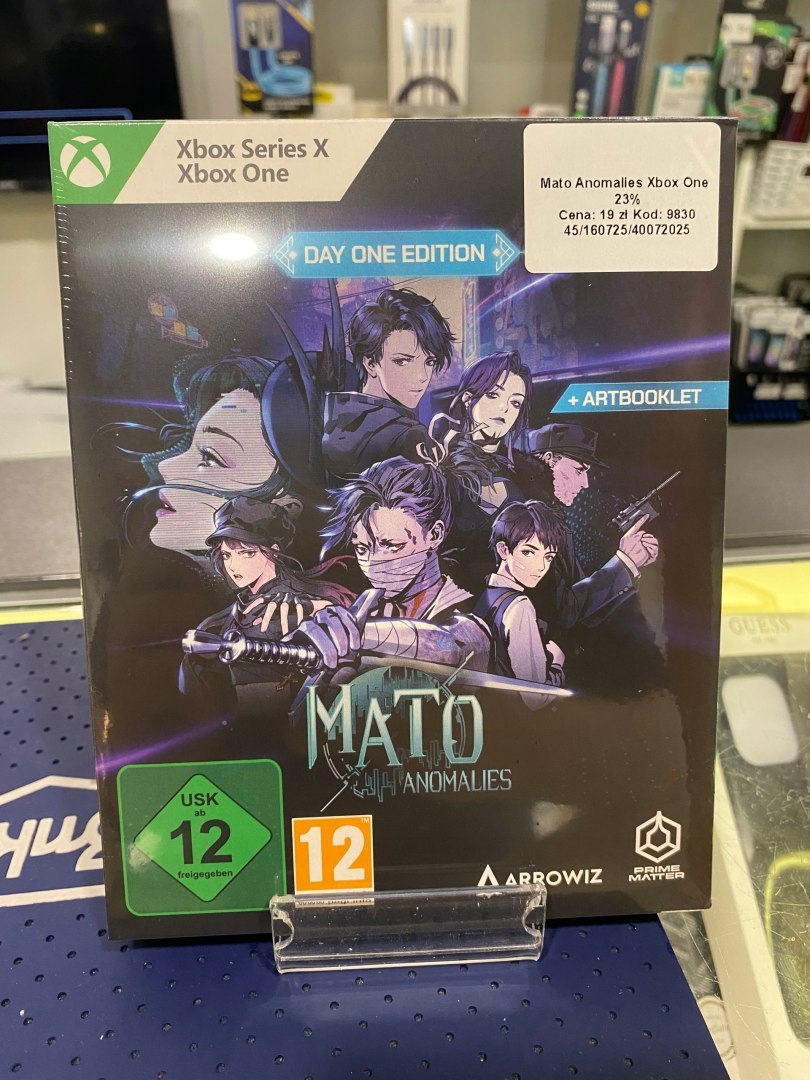 Xbox Series X
Xbox One
Mato Anomalies Xbox One
23%
Cena: 19 zł Kod: 9830
45/160725/40072025
DAY ONE EDITION
+ ARTBOOKLET
GUESS
MATO
ANOMALIES
USK
ab
12
freigegeben
12
ARROWIZ
PRIME
MATTER